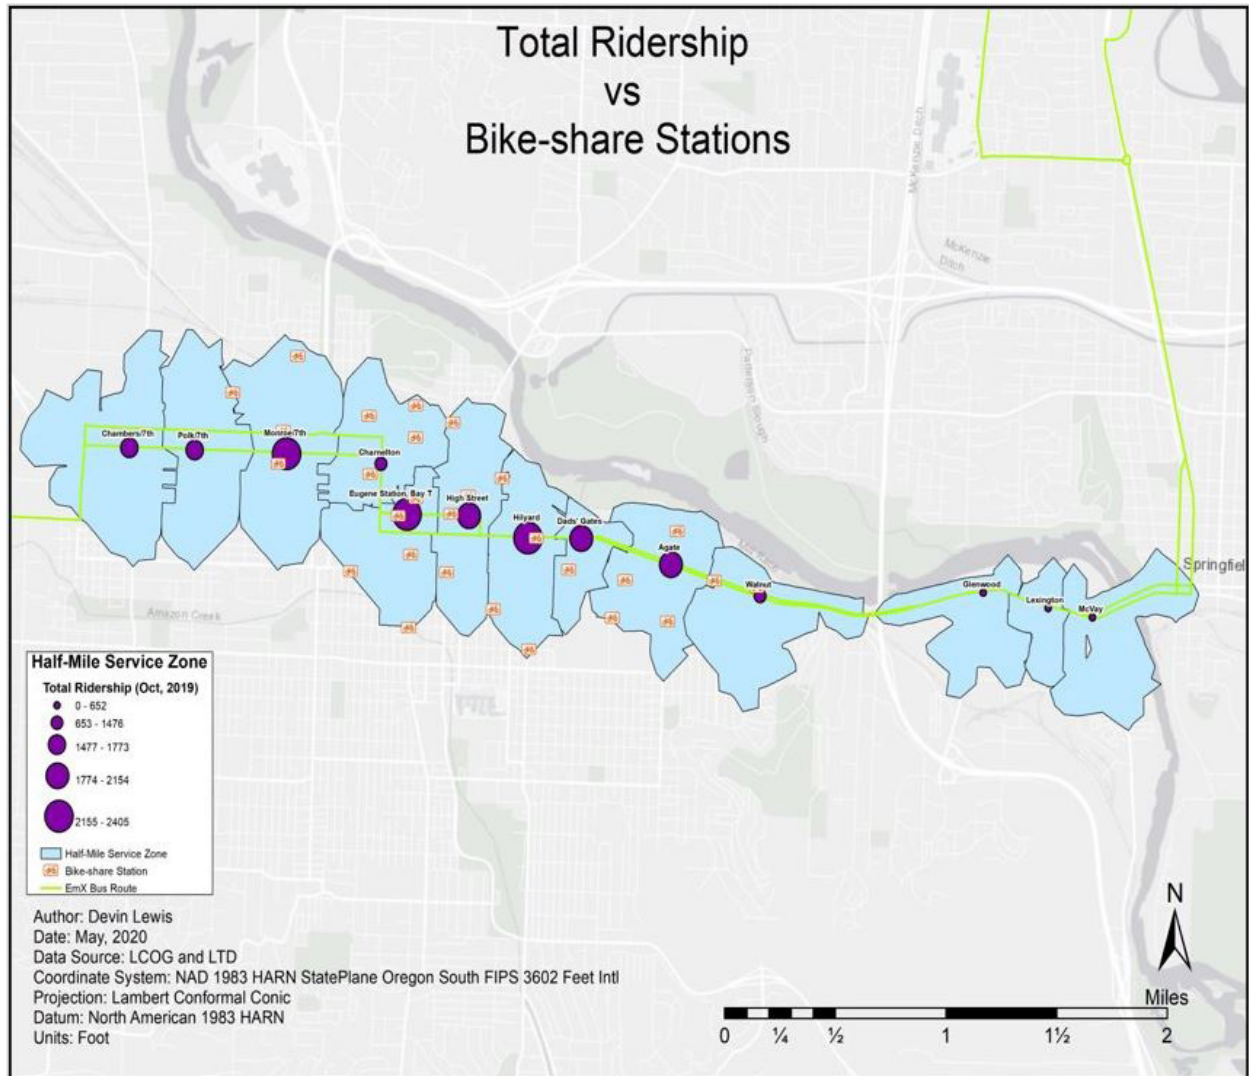 Total Ridership
vs
Bike-share Stations
McKenzie Ditch
McKenzie
Ditch
Patterson Slough
Chambers/7th
Polk/7th
Monroe/7th
Charnelton
Eugene Station, Bay T
High Street
Hilyard
Dads' Gates
Agate
Walnut
Glenwood
Lexington
McVay
Springfiel
Amazon Creek
Half-Mile Service Zone
Total Ridership (Oct, 2019)
0 - 652
653 - 1476
1477 - 1773
1774 - 2154
2155 - 2405
Half-Mile Service Zone
Bike-share Station
EmX Bus Route
Author: Devin Lewis
Date: May, 2020
Data Source: LCOG and LTD
Coordinate System: NAD 1983 HARN StatePlane Oregon South FIPS 3602 Feet Intl
Projection: Lambert Conformal Conic
Datum: North American 1983 HARN
Units: Foot
N
Miles
0 ¼ ½ 1 1½ 2